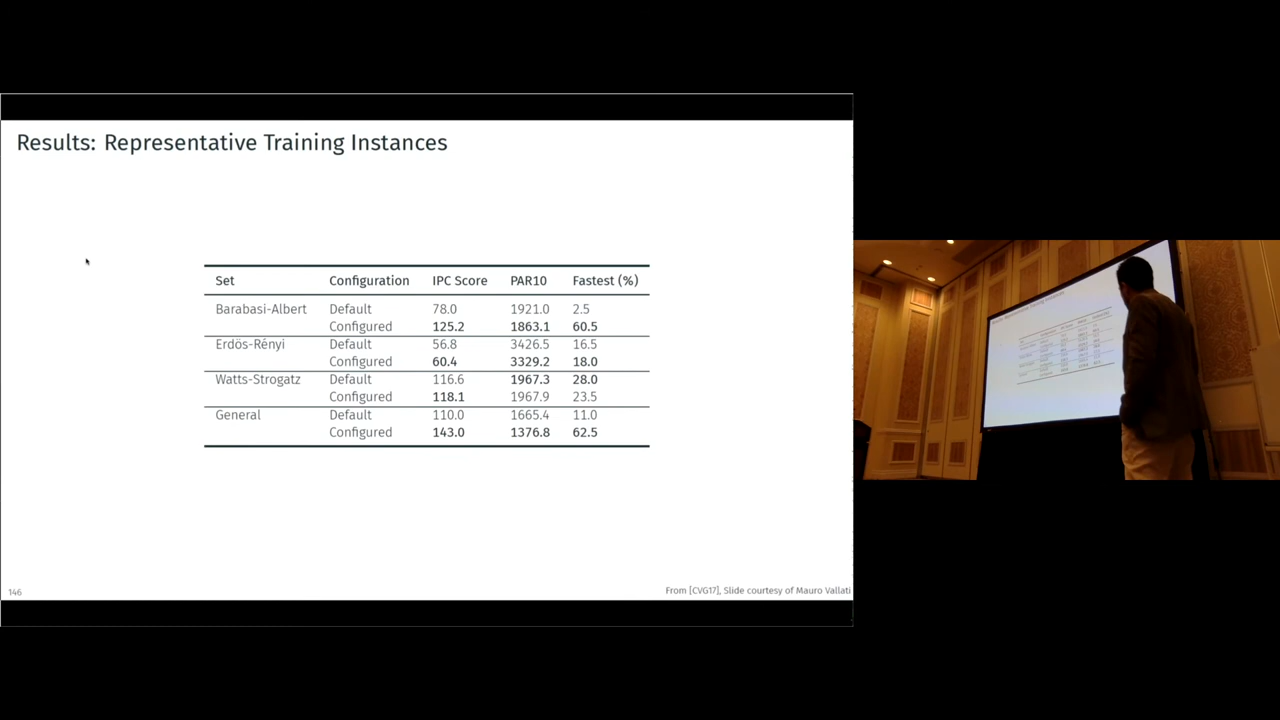 Results: Representative Training Instances
Set Configuration IPC Score PAR10 Fastest (%)
Barabasi-Albert Default 78.0 1921.0 2.5
Configured 125.2 1863.1 60.5
Erdös-Rényi Default 56.8 3426.5 16.5
Configured 60.4 3329.2 18.0
Watts-Strogatz Default 116.6 1967.3 28.0
Configured 118.1 1967.9 23.5
General Default 110.0 1665.4 11.0
Configured 143.0 1376.8 62.5
146
From [CVG17], Slide courtesy of Mauro Vallati